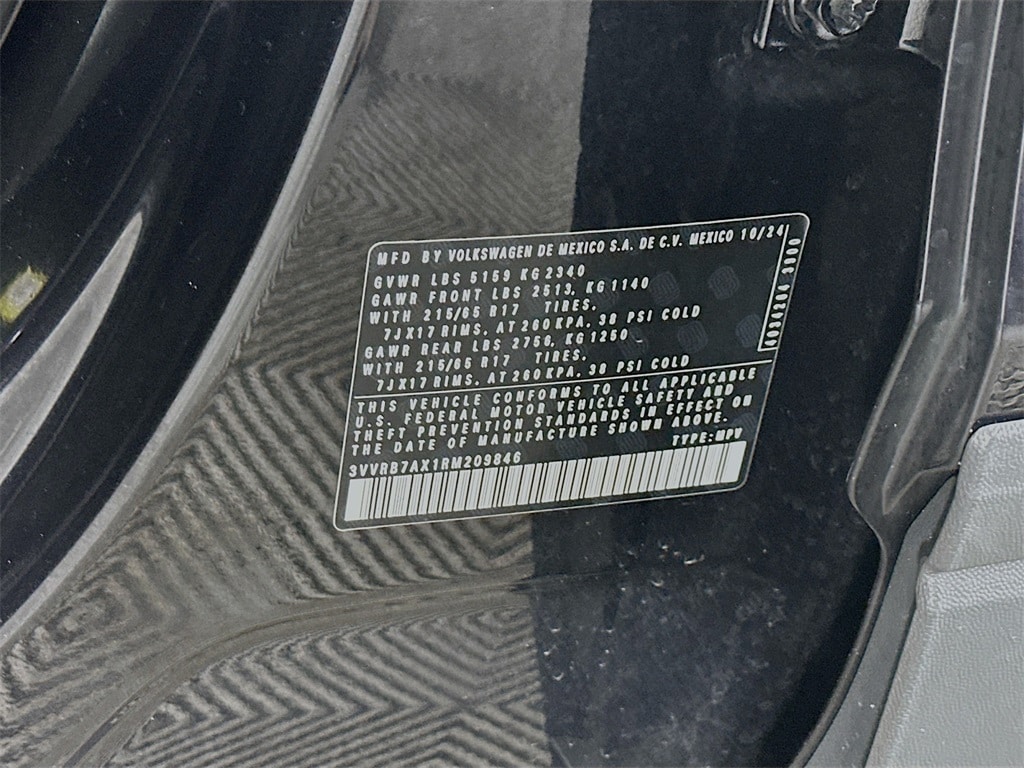 MFD BY VOLKSWAGEN DE MEXICO S.A. DE C.V. MEXICO 10/24
GVWR LBS 5159 KG 2340
GAWR FRONT LBS 2513, KG 1140
WITH 215/65 R17 TIRES.
7JX17 RIMS, AT 260 KPA, 38 PSI COLD
GAWR REAR LBS 2756, KG 1250
WITH 215/65 R17 TIRES.
7JX17 RIMS, AT 260 KPA, 38 PSI COLD
THIS VEHICLE CONFORMS TO ALL APPLICABLE
U.S. FEDERAL MOTOR VEHICLE SAFETY AND
THEFT PREVENTION STANDARDS IN EFFECT ON
THE DATE OF MANUFACTURE SHOWN ABOVE.
3VVRB7AX1RM209846 TYPE: MPV